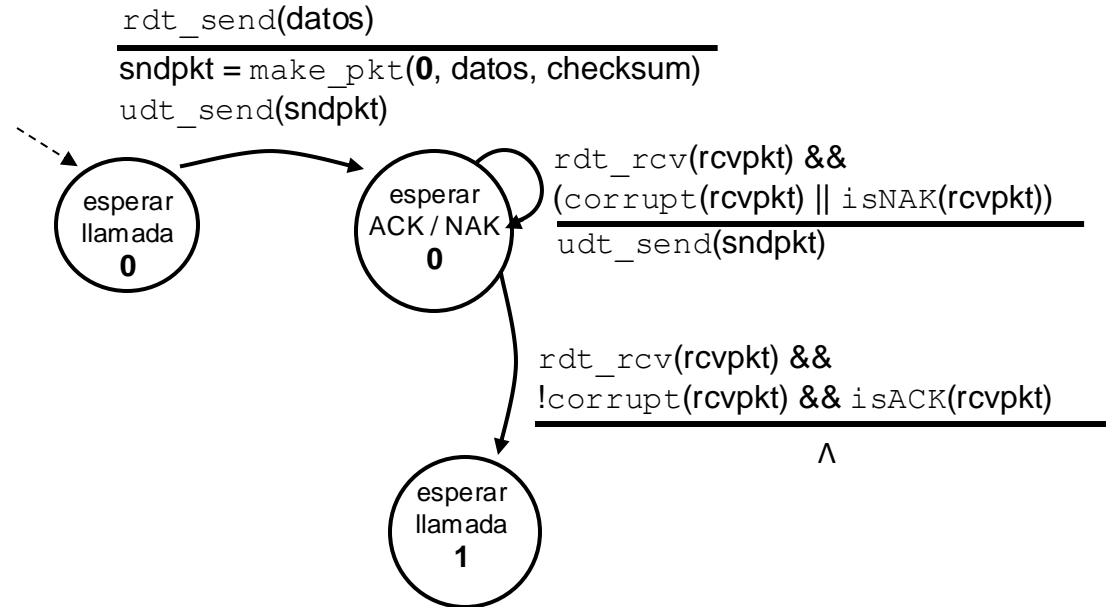 rdt_send(datos)
sndpkt = make_pkt(0, datos, checksum)
udt_send(sndpkt)
esperar
llamada
0
esperar
ACK / NAK
0
rdt_rcv(rcvpkt) &&
(corrupt(rcvpkt) || isNAK(rcvpkt))
udt_send(sndpkt)
rdt_rcv(rcvpkt) &&
!corrupt(rcvpkt) && isACK(rcvpkt)
Λ
esperar
llamada
1